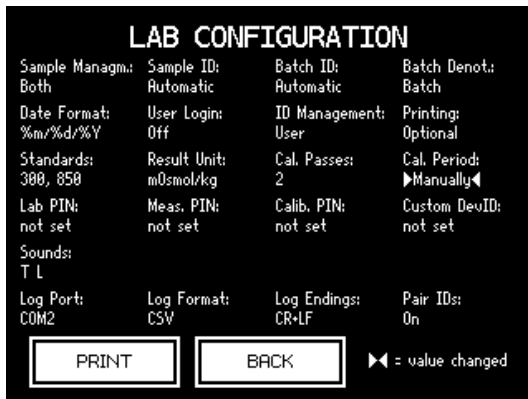 LAB CONFIGURATION
Sample Managm.: Sample ID: Batch ID: Batch Denot.:
Both Automatic Automatic Batch
Date Format: User Login: ID Management: Printing:
%m/%d/%Y Off User Optional
Standards: Result Unit: Cal. Passes: Cal. Period:
300, 850 mOsmol/kg 2 ▶Manually◀
Lab PIN: Meas. PIN: Calib. PIN: Custom DevID:
not set not set not set not set
Sounds:
T L
Log Port: Log Format: Log Endings: Pair IDs:
COM2 CSV CR+LF On
PRINT BACK ▶◀ = value changed